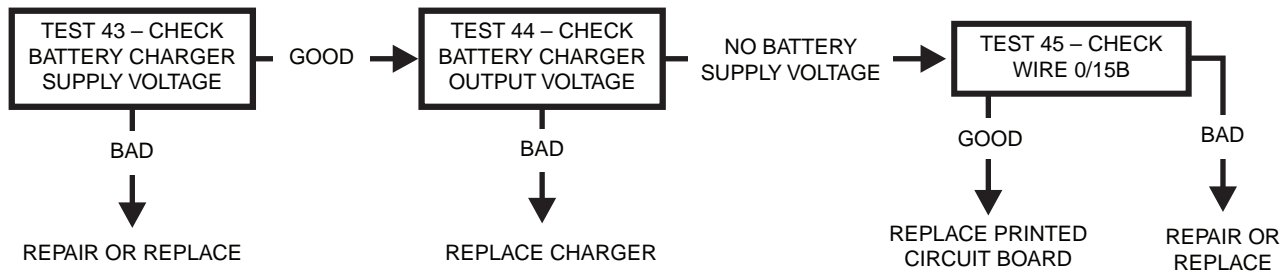 TEST 43 – CHECK
BATTERY CHARGER
SUPPLY VOLTAGE
GOOD
TEST 44 – CHECK
BATTERY CHARGER
OUTPUT VOLTAGE
NO BATTERY
SUPPLY VOLTAGE
TEST 45 – CHECK
WIRE 0/15B
BAD
BAD
GOOD
BAD
REPAIR OR REPLACE
REPLACE CHARGER
REPLACE PRINTED
CIRCUIT BOARD
REPAIR OR
REPLACE